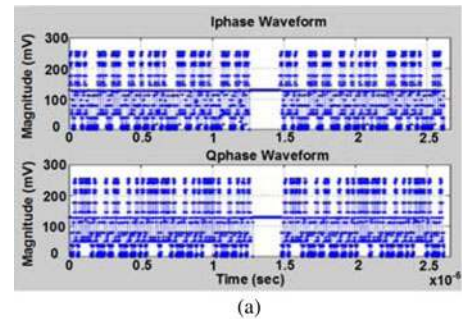 Iphase Waveform
Magnitude (mV)
300
200
100
0
0 0.5 1 1.5 2 2.5
Qphase Waveform
Magnitude (mV)
300
200
100
0
0 0.5 1 1.5 2 2.5
Time (sec)
x10⁻⁶
(a)